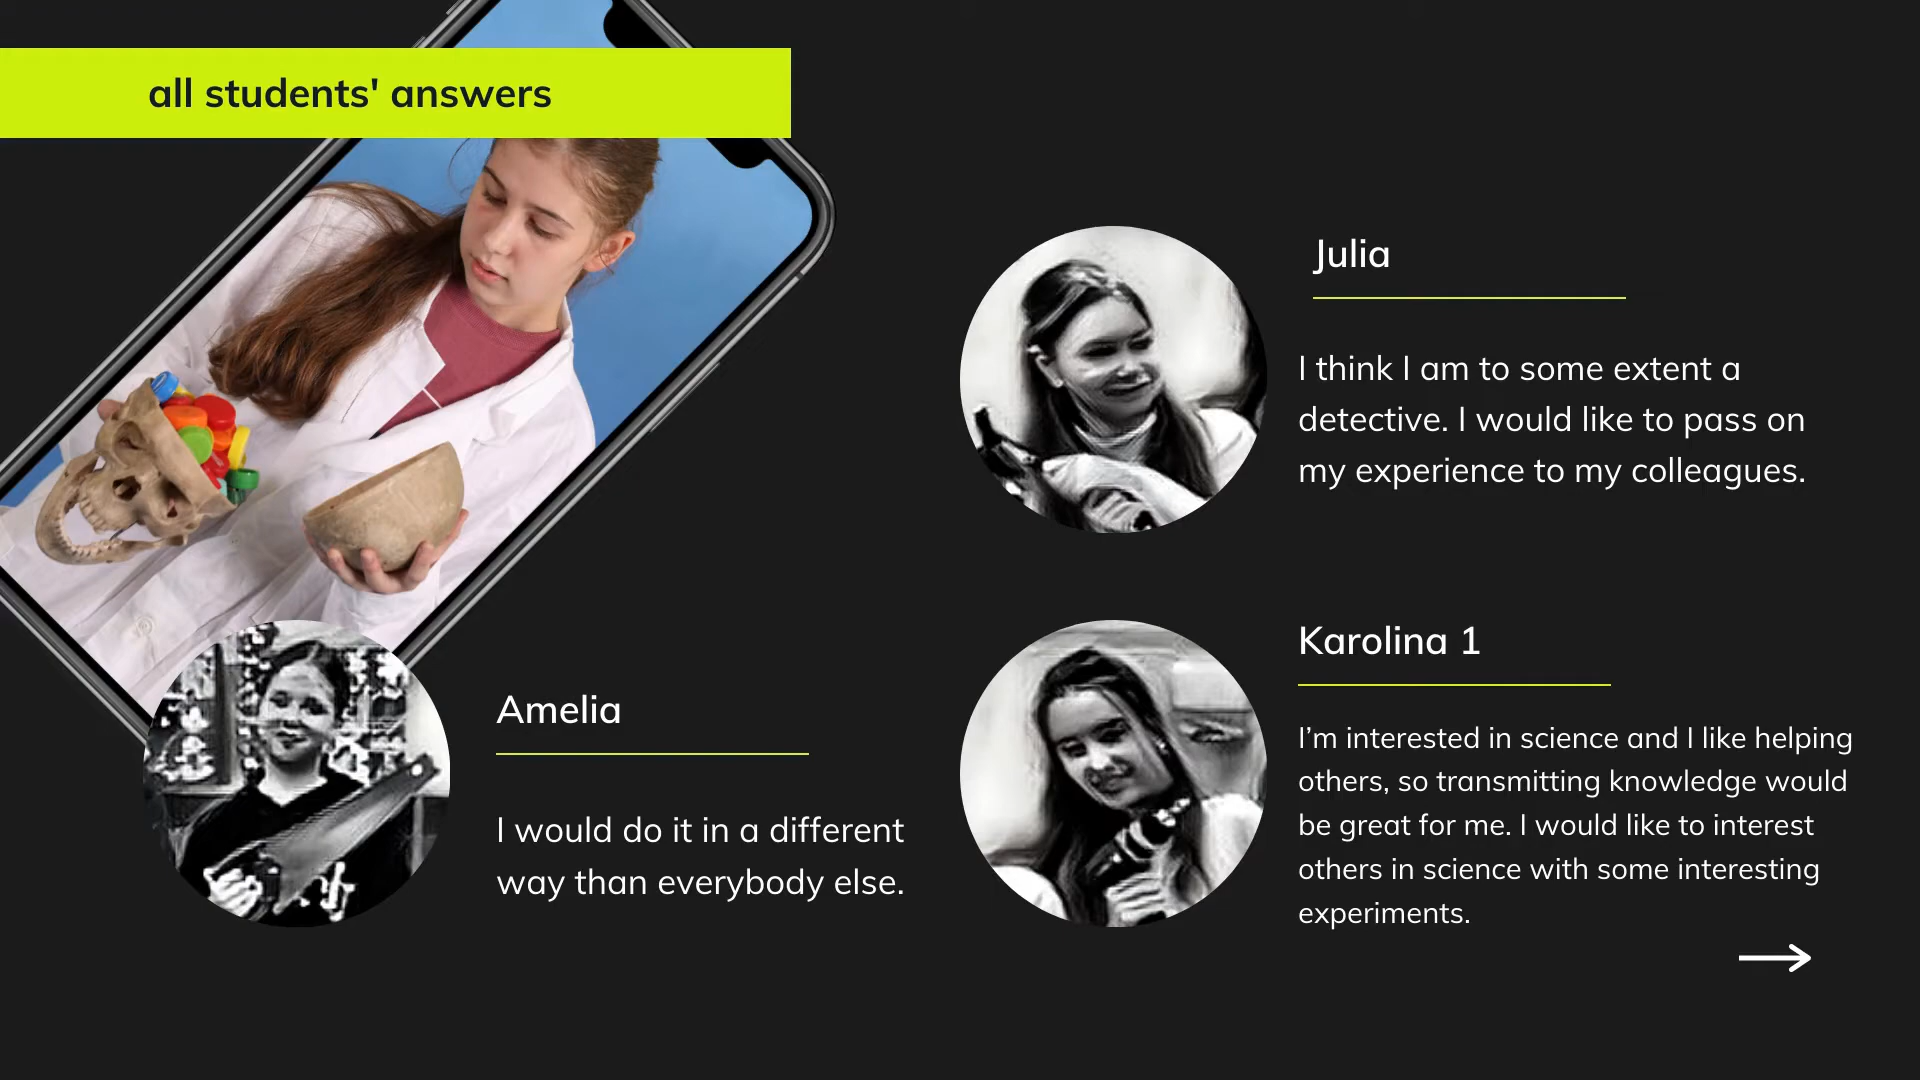 all students' answers
Julia
I think I am to some extent a
detective. I would like to pass on
my experience to my colleagues.
Amelia
I would do it in a different
way than everybody else.
Karolina 1
I’m interested in science and I like helping
others, so transmitting knowledge would
be great for me. I would like to interest
others in science with some interesting
experiments.